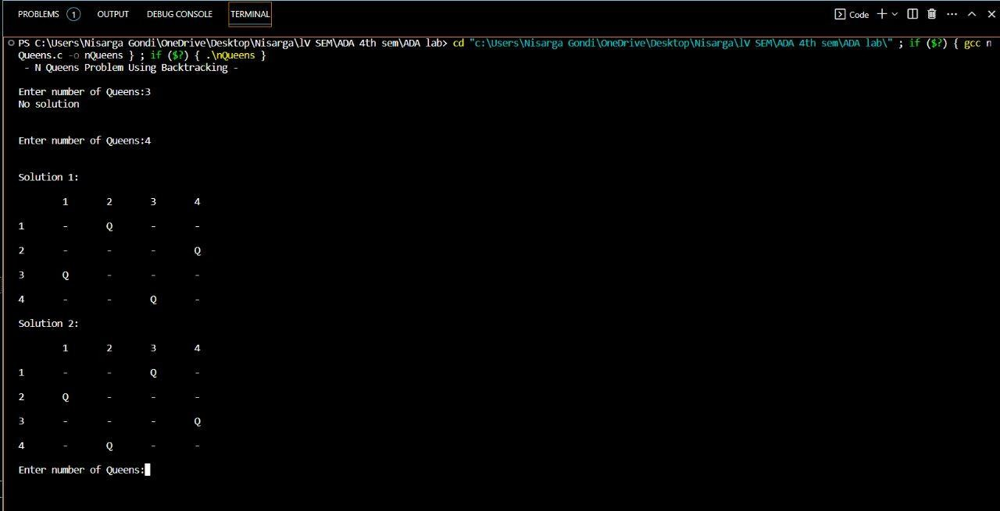 PROBLEMS 1 OUTPUT DEBUG CONSOLE TERMINAL Code
PS C:\Users\Nisarga Gondi\OneDrive\Desktop\Nisarga\lV SEM\ADA 4th sem\ADA lab> cd "c:\Users\Nisarga Gondi\OneDrive\Desktop\Nisarga\lV SEM\ADA 4th sem\ADA lab\" ; if ($?) { gcc n
Queens.c -o nQueens } ; if ($?) { .\nQueens }
- N Queens Problem Using Backtracking -
Enter number of Queens:3
No solution
Enter number of Queens:4
Solution 1:
1 2 3 4
1 - Q - -
2 - - - Q
3 Q - - -
4 - - Q -
Solution 2:
1 2 3 4
1 - - Q -
2 Q - - -
3 - - - Q
4 - Q - -
Enter number of Queens: